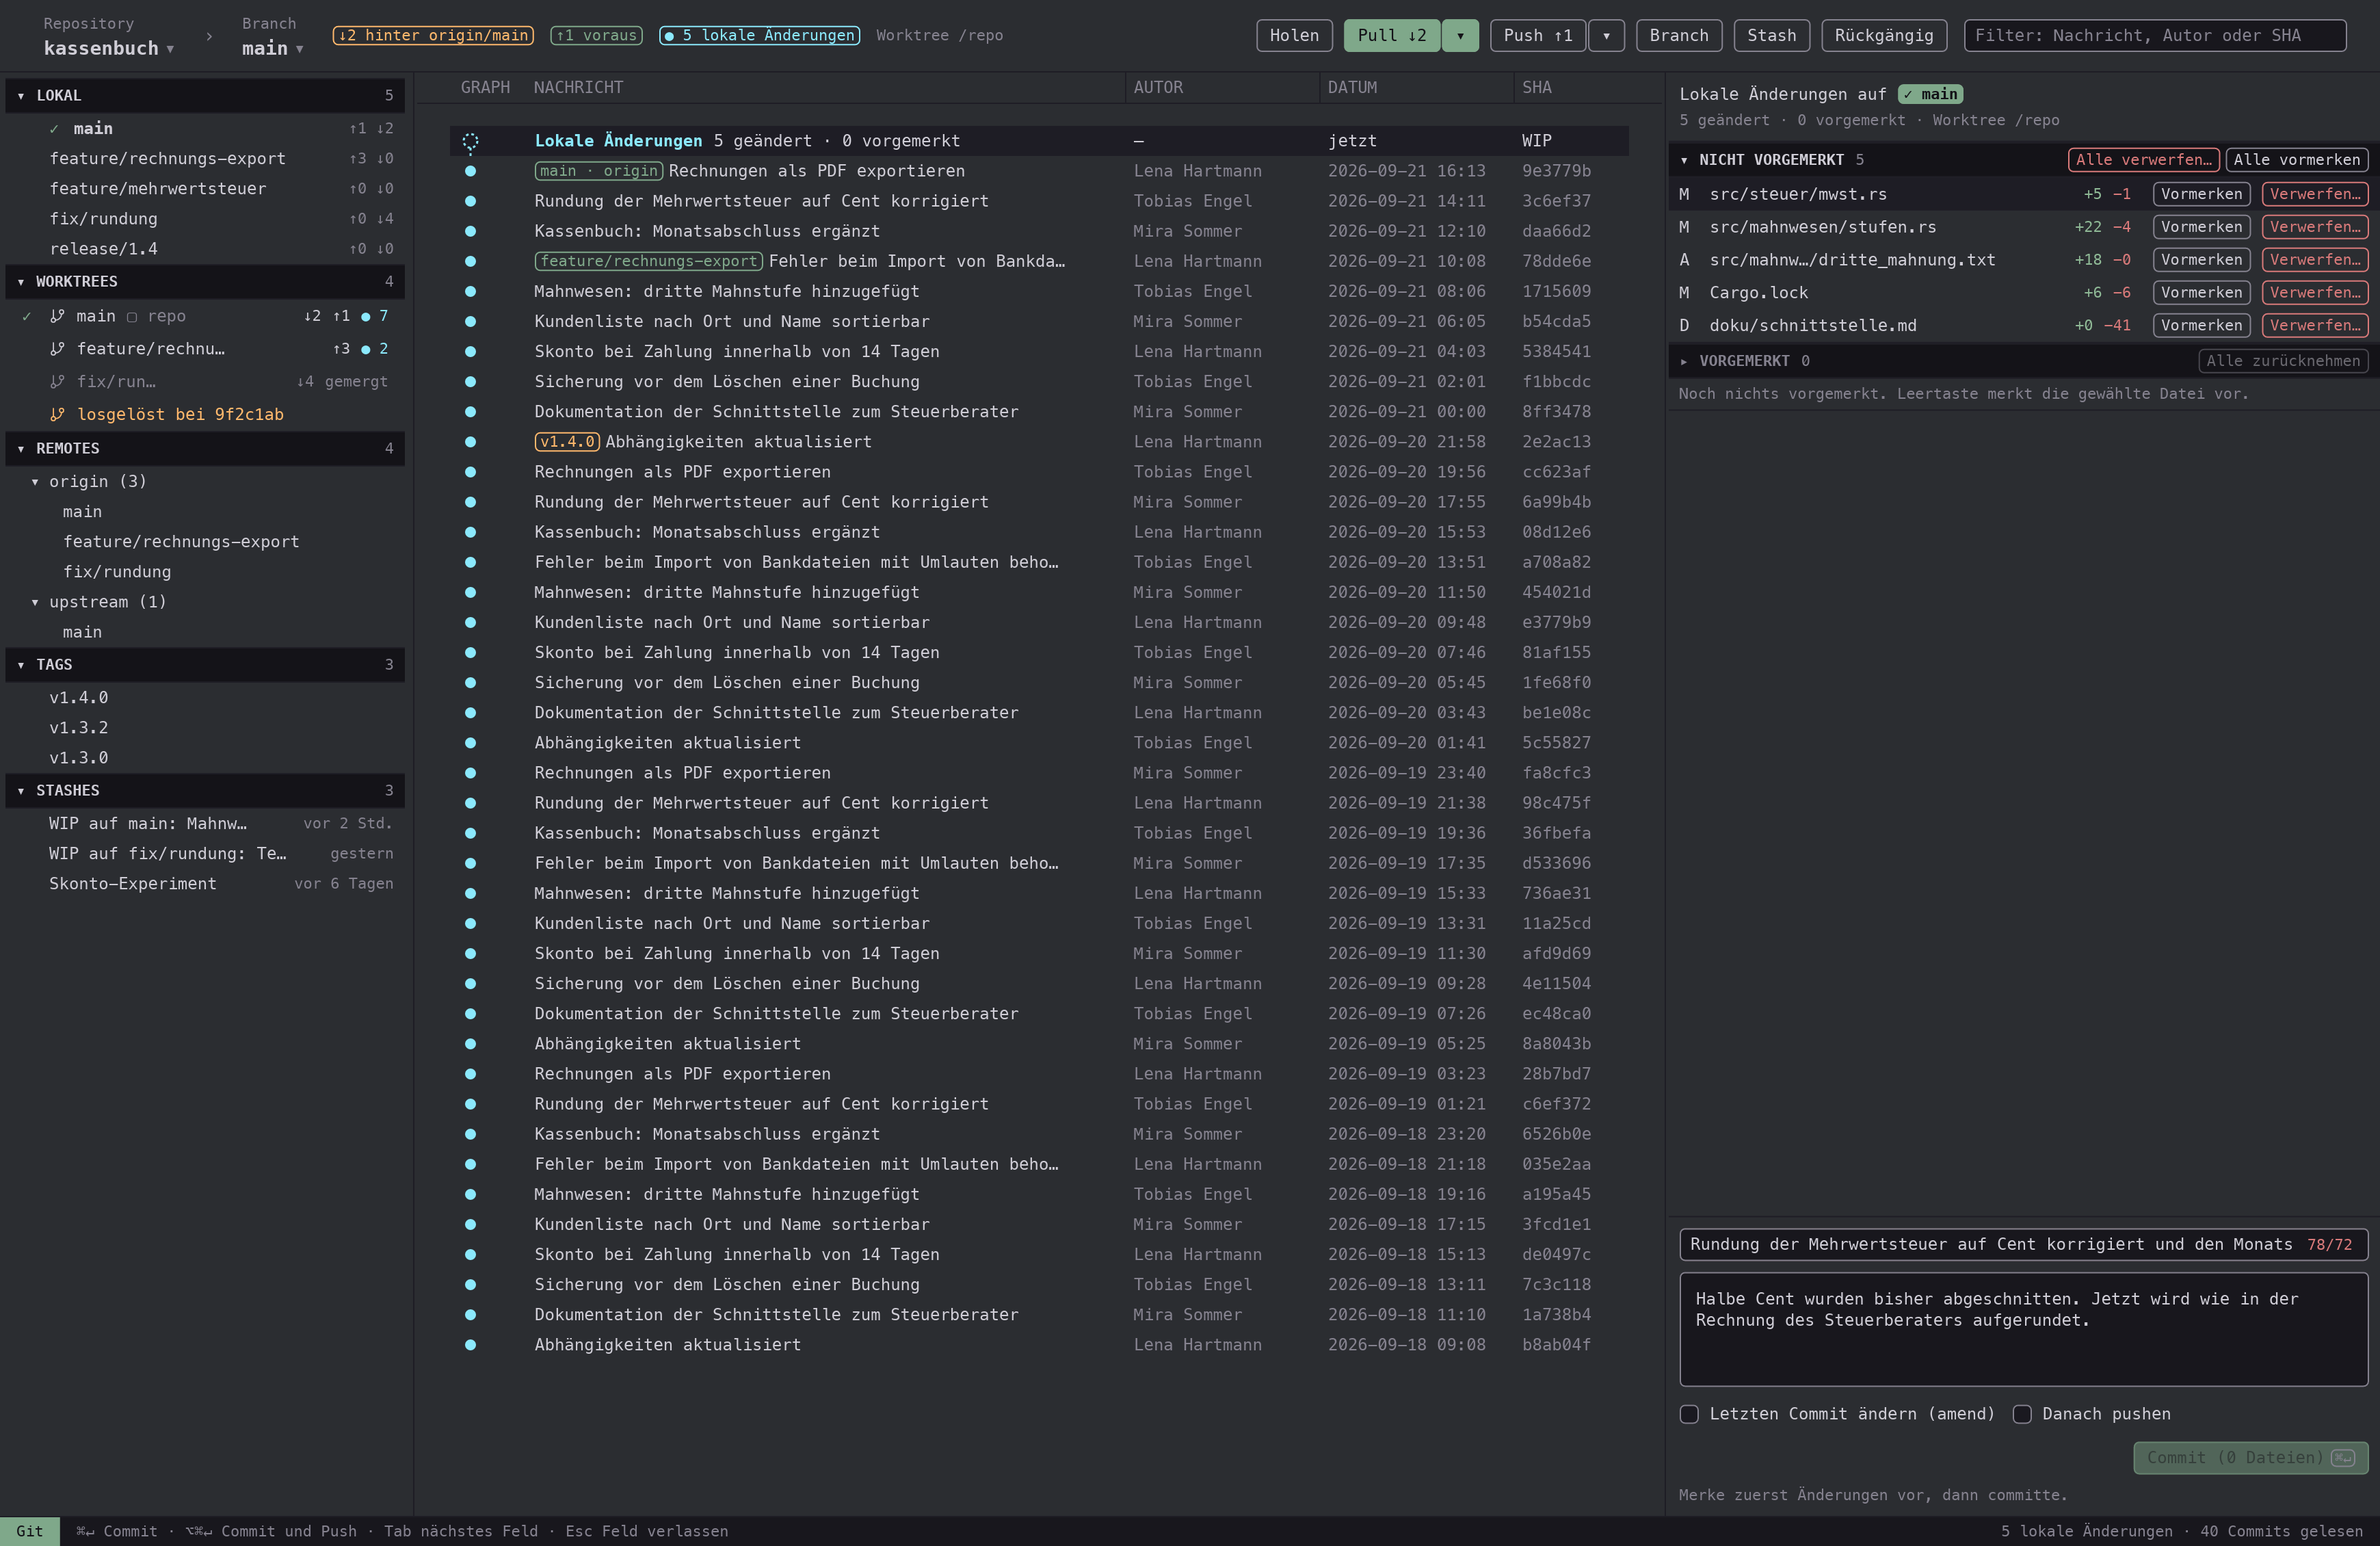 Repository
kassenbuch ▾
›
Branch
main ▾
↓2 hinter origin/main ↑1 voraus ● 5 lokale Änderungen Worktree /repo
Holen Pull ↓2 ▾ Push ↑1 ▾ Branch Stash Rückgängig Filter: Nachricht, Autor oder SHA
▾ LOKAL 5
✓ main ↑1 ↓2
feature/rechnungs-export ↑3 ↓0
feature/mehrwertsteuer ↑0 ↓0
fix/rundung ↑0 ↓4
release/1.4 ↑0 ↓0
▾ WORKTREES 4
✓ main ▢ repo ↓2 ↑1 ● 7
feature/rechnu… ↑3 ● 2
fix/run… ↓4 gemergt
losgelöst bei 9f2c1ab
▾ REMOTES 4
▾ origin (3)
main
feature/rechnungs-export
fix/rundung
▾ upstream (1)
main
▾ TAGS 3
v1.4.0
v1.3.2
v1.3.0
▾ STASHES 3
WIP auf main: Mahnw… vor 2 Std.
WIP auf fix/rundung: Te… gestern
Skonto-Experiment vor 6 Tagen
GRAPH NACHRICHT AUTOR DATUM SHA
Lokale Änderungen 5 geändert · 0 vorgemerkt — jetzt WIP
main · origin Rechnungen als PDF exportieren Lena Hartmann 2026-09-21 16:13 9e3779b
Rundung der Mehrwertsteuer auf Cent korrigiert Tobias Engel 2026-09-21 14:11 3c6ef37
Kassenbuch: Monatsabschluss ergänzt Mira Sommer 2026-09-21 12:10 daa66d2
feature/rechnungs-export Fehler beim Import von Bankda… Lena Hartmann 2026-09-21 10:08 78dde6e
Mahnwesen: dritte Mahnstufe hinzugefügt Tobias Engel 2026-09-21 08:06 1715609
Kundenliste nach Ort und Name sortierbar Mira Sommer 2026-09-21 06:05 b54cda5
Skonto bei Zahlung innerhalb von 14 Tagen Lena Hartmann 2026-09-21 04:03 5384541
Sicherung vor dem Löschen einer Buchung Tobias Engel 2026-09-21 02:01 f1bbcdc
Dokumentation der Schnittstelle zum Steuerberater Mira Sommer 2026-09-21 00:00 8ff3478
v1.4.0 Abhängigkeiten aktualisiert Lena Hartmann 2026-09-20 21:58 2e2ac13
Rechnungen als PDF exportieren Tobias Engel 2026-09-20 19:56 cc623af
Rundung der Mehrwertsteuer auf Cent korrigiert Mira Sommer 2026-09-20 17:55 6a99b4b
Kassenbuch: Monatsabschluss ergänzt Lena Hartmann 2026-09-20 15:53 08d12e6
Fehler beim Import von Bankdateien mit Umlauten beho… Tobias Engel 2026-09-20 13:51 a708a82
Mahnwesen: dritte Mahnstufe hinzugefügt Mira Sommer 2026-09-20 11:50 454021d
Kundenliste nach Ort und Name sortierbar Lena Hartmann 2026-09-20 09:48 e3779b9
Skonto bei Zahlung innerhalb von 14 Tagen Tobias Engel 2026-09-20 07:46 81af155
Sicherung vor dem Löschen einer Buchung Mira Sommer 2026-09-20 05:45 1fe68f0
Dokumentation der Schnittstelle zum Steuerberater Lena Hartmann 2026-09-20 03:43 be1e08c
Abhängigkeiten aktualisiert Tobias Engel 2026-09-20 01:41 5c55827
Rechnungen als PDF exportieren Mira Sommer 2026-09-19 23:40 fa8cfc3
Rundung der Mehrwertsteuer auf Cent korrigiert Lena Hartmann 2026-09-19 21:38 98c475f
Kassenbuch: Monatsabschluss ergänzt Tobias Engel 2026-09-19 19:36 36fbefa
Fehler beim Import von Bankdateien mit Umlauten beho… Mira Sommer 2026-09-19 17:35 d533696
Mahnwesen: dritte Mahnstufe hinzugefügt Lena Hartmann 2026-09-19 15:33 736ae31
Kundenliste nach Ort und Name sortierbar Tobias Engel 2026-09-19 13:31 11a25cd
Skonto bei Zahlung innerhalb von 14 Tagen Mira Sommer 2026-09-19 11:30 afd9d69
Sicherung vor dem Löschen einer Buchung Lena Hartmann 2026-09-19 09:28 4e11504
Dokumentation der Schnittstelle zum Steuerberater Tobias Engel 2026-09-19 07:26 ec48ca0
Abhängigkeiten aktualisiert Mira Sommer 2026-09-19 05:25 8a8043b
Rechnungen als PDF exportieren Lena Hartmann 2026-09-19 03:23 28b7bd7
Rundung der Mehrwertsteuer auf Cent korrigiert Tobias Engel 2026-09-19 01:21 c6ef372
Kassenbuch: Monatsabschluss ergänzt Mira Sommer 2026-09-18 23:20 6526b0e
Fehler beim Import von Bankdateien mit Umlauten beho… Lena Hartmann 2026-09-18 21:18 035e2aa
Mahnwesen: dritte Mahnstufe hinzugefügt Tobias Engel 2026-09-18 19:16 a195a45
Kundenliste nach Ort und Name sortierbar Mira Sommer 2026-09-18 17:15 3fcd1e1
Skonto bei Zahlung innerhalb von 14 Tagen Lena Hartmann 2026-09-18 15:13 de0497c
Sicherung vor dem Löschen einer Buchung Tobias Engel 2026-09-18 13:11 7c3c118
Dokumentation der Schnittstelle zum Steuerberater Mira Sommer 2026-09-18 11:10 1a738b4
Abhängigkeiten aktualisiert Lena Hartmann 2026-09-18 09:08 b8ab04f
Lokale Änderungen auf ✓ main
5 geändert · 0 vorgemerkt · Worktree /repo
▾ NICHT VORGEMERKT 5 Alle verwerfen… Alle vormerken
M src/steuer/mwst.rs +5 −1 Vormerken Verwerfen…
M src/mahnwesen/stufen.rs +22 −4 Vormerken Verwerfen…
A src/mahnw…/dritte_mahnung.txt +18 −0 Vormerken Verwerfen…
M Cargo.lock +6 −6 Vormerken Verwerfen…
D doku/schnittstelle.md +0 −41 Vormerken Verwerfen…
▸ VORGEMERKT 0 Alle zurücknehmen
Noch nichts vorgemerkt. Leertaste merkt die gewählte Datei vor.
Rundung der Mehrwertsteuer auf Cent korrigiert und den Monats 78/72
Halbe Cent wurden bisher abgeschnitten. Jetzt wird wie in der
Rechnung des Steuerberaters aufgerundet.
Letzten Commit ändern (amend) Danach pushen
Commit (0 Dateien) ⌘↵
Merke zuerst Änderungen vor, dann committe.
Git ⌘↵ Commit · ⌥⌘↵ Commit und Push · Tab nächstes Feld · Esc Feld verlassen
5 lokale Änderungen · 40 Commits gelesen